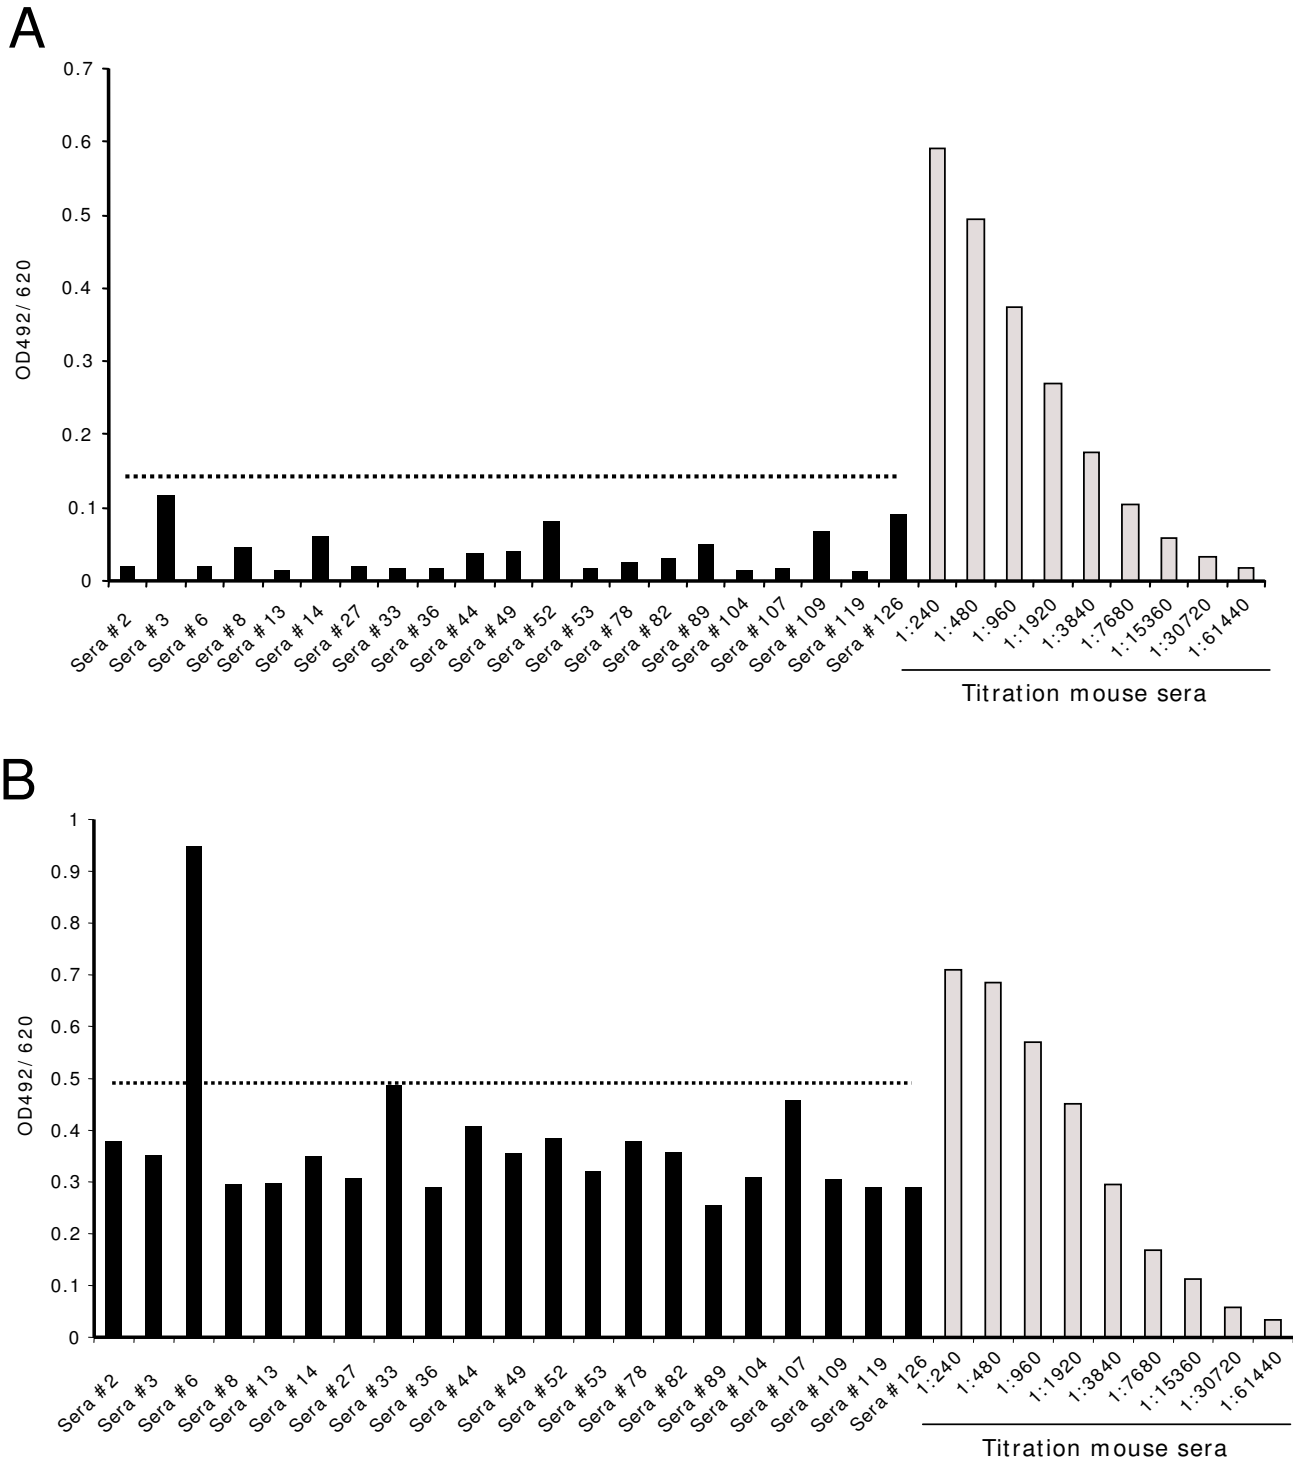 A
0.7
0.6
0.5
0.4
0.3
0.2
0.1
0
OD492/620
Sera #2
Sera #3
Sera #6
Sera #8
Sera #13
Sera #14
Sera #27
Sera #33
Sera #36
Sera #44
Sera #49
Sera #52
Sera #53
Sera #78
Sera #82
Sera #89
Sera #104
Sera #107
Sera #109
Sera #119
Sera #126
1:240
1:480
1:960
1:1920
1:3840
1:7680
1:15360
1:30720
1:61440
Titration mouse sera
B
1
0.9
0.8
0.7
0.6
0.5
0.4
0.3
0.2
0.1
0
OD492/620
Sera #2
Sera #3
Sera #6
Sera #8
Sera #13
Sera #14
Sera #27
Sera #33
Sera #36
Sera #44
Sera #49
Sera #52
Sera #53
Sera #78
Sera #82
Sera #89
Sera #104
Sera #107
Sera #109
Sera #119
Sera #126
1:240
1:480
1:960
1:1920
1:3840
1:7680
1:15360
1:30720
1:61440
Titration mouse sera